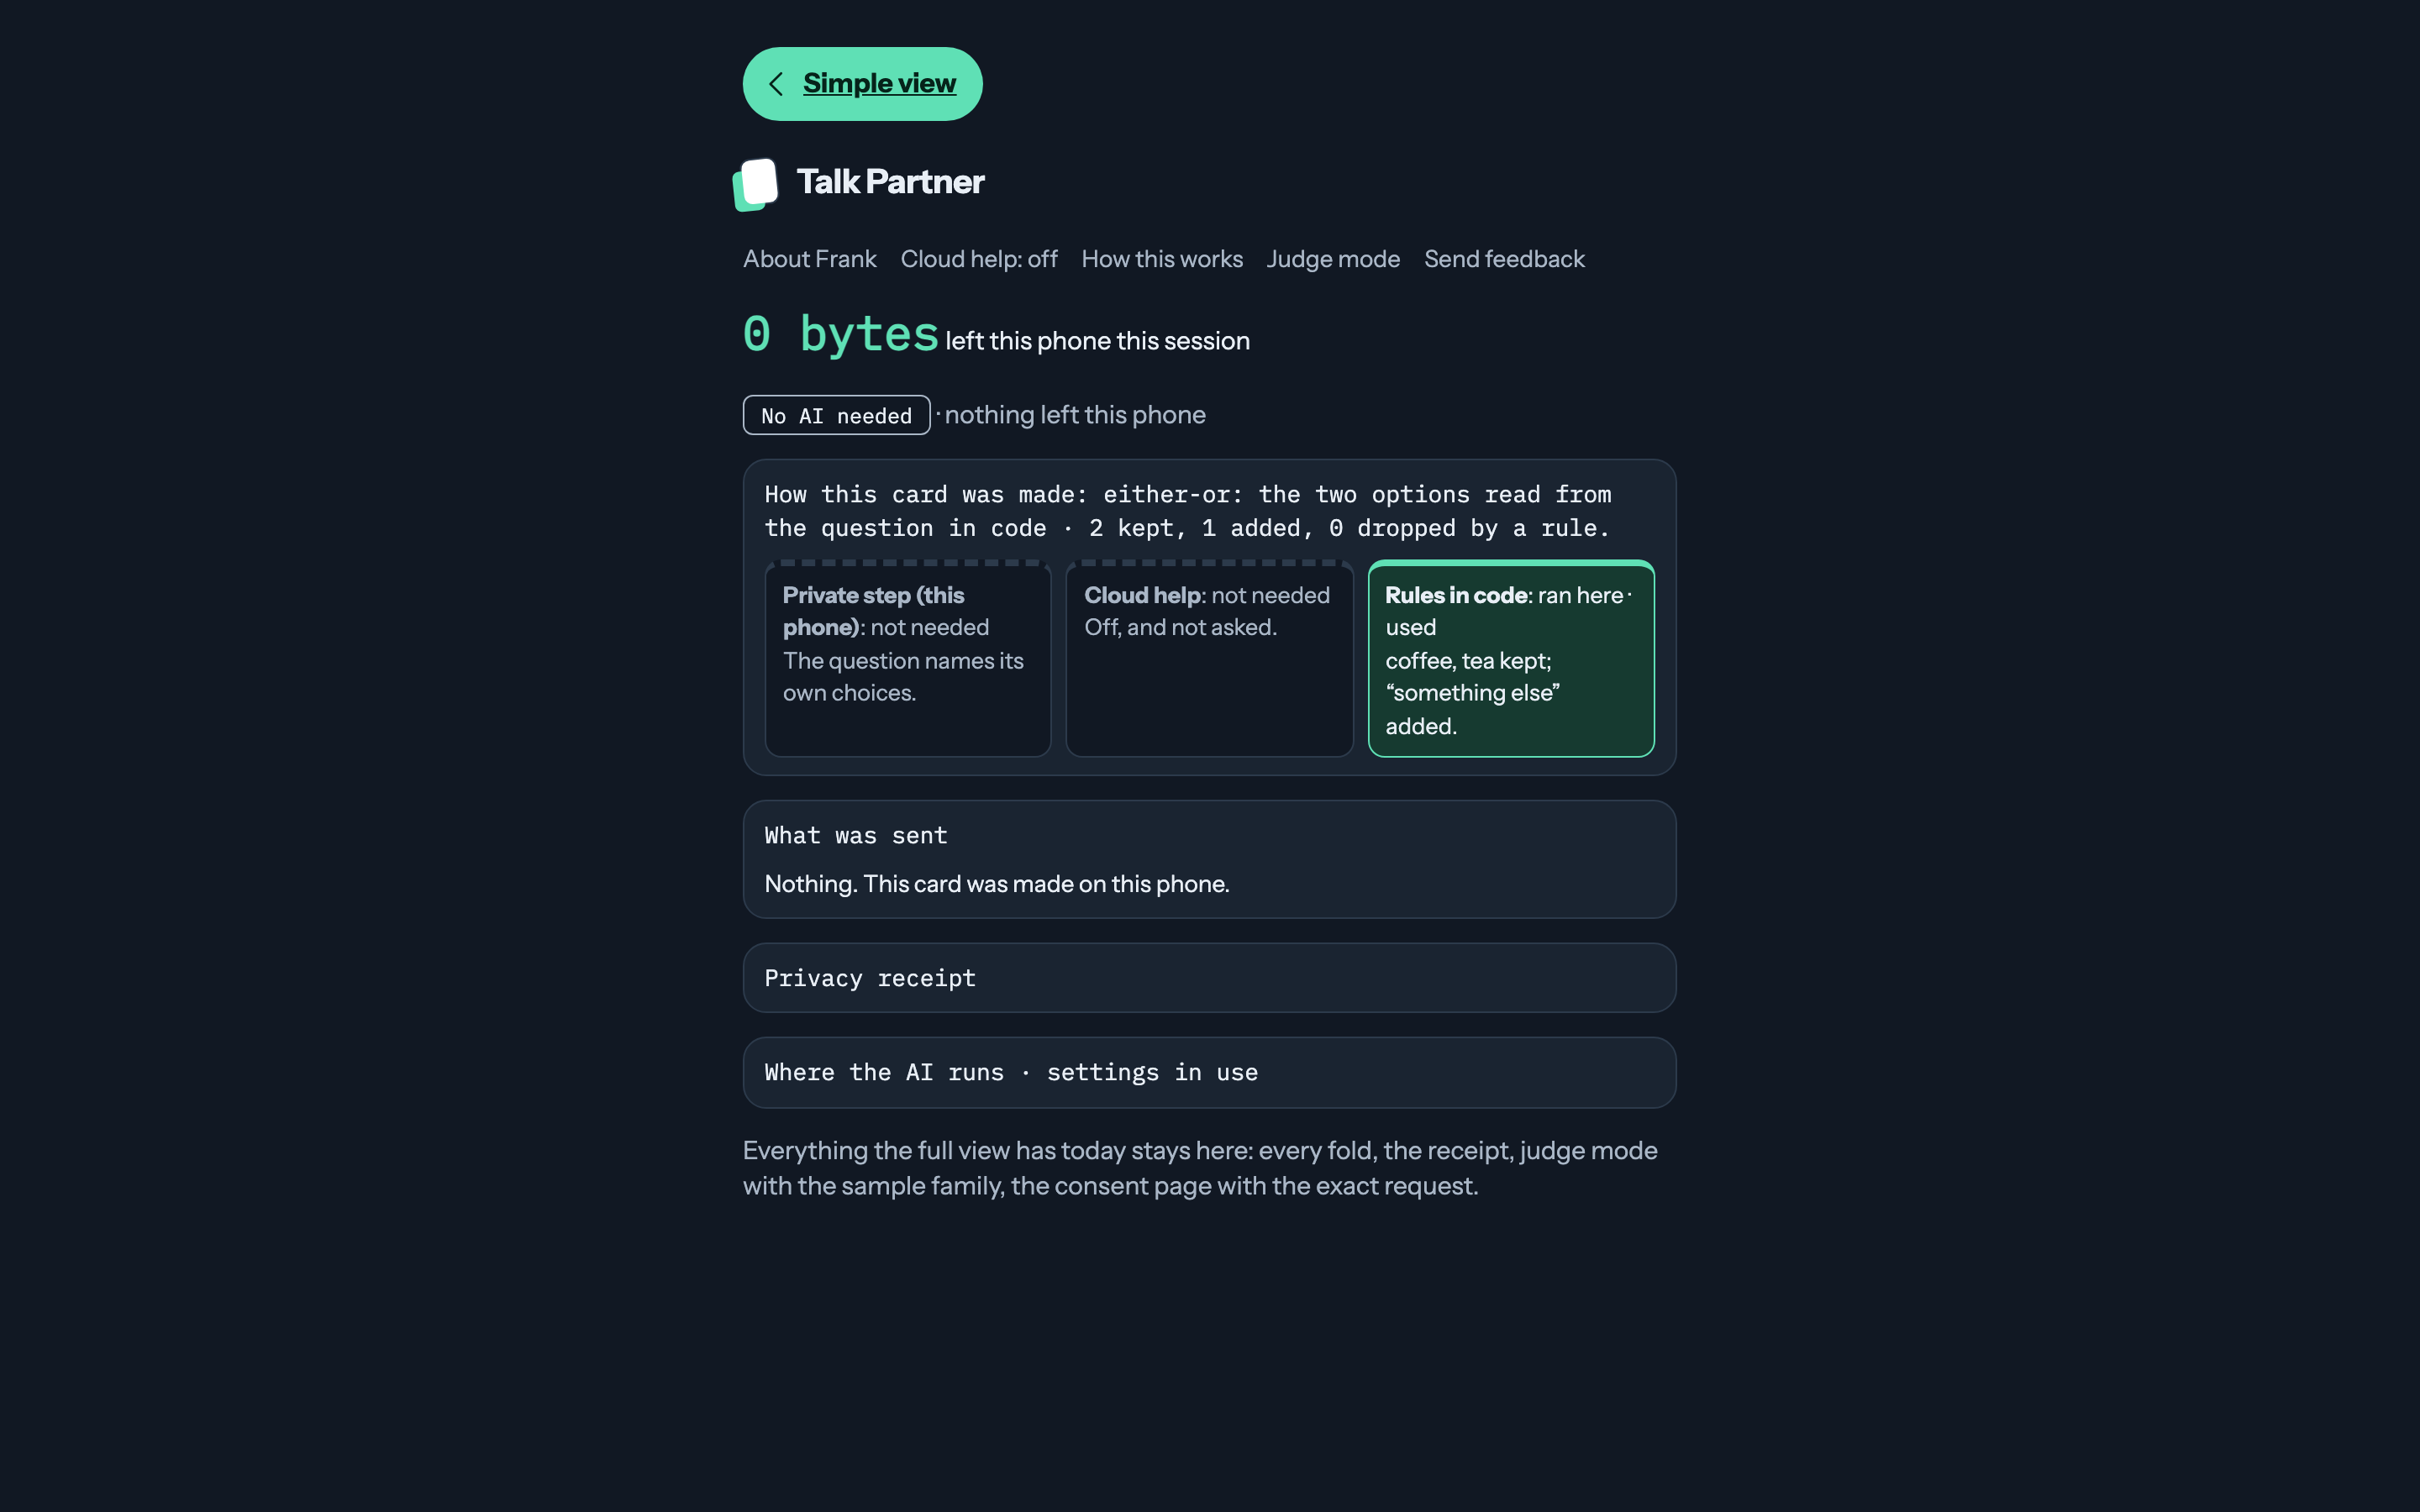 Simple view
Talk Partner
About Frank Cloud help: off How this works Judge mode Send feedback
0 bytes left this phone this session
No AI needed · nothing left this phone
How this card was made: either-or: the two options read from
the question in code · 2 kept, 1 added, 0 dropped by a rule.
Private step (this
phone): not needed
The question names its
own choices.
Cloud help: not needed
Off, and not asked.
Rules in code: ran here ·
used
coffee, tea kept;
“something else”
added.
What was sent
Nothing. This card was made on this phone.
Privacy receipt
Where the AI runs · settings in use
Everything the full view has today stays here: every fold, the receipt, judge mode
with the sample family, the consent page with the exact request.